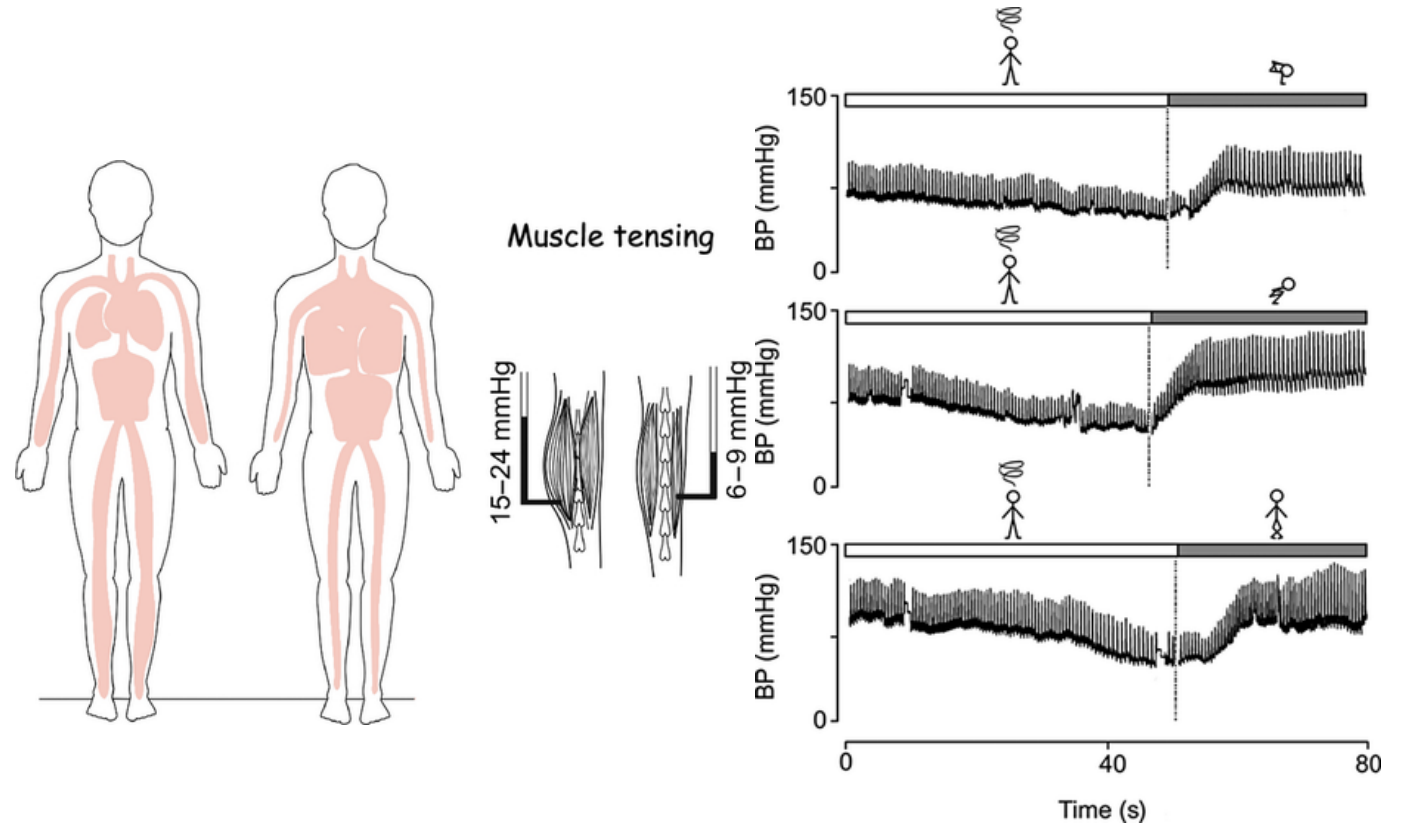 Muscle tensing
15–24 mmHg
6–9 mmHg
150
BP (mmHg)
0
150
BP (mmHg)
0
150
BP (mmHg)
0
0
40
80
Time (s)